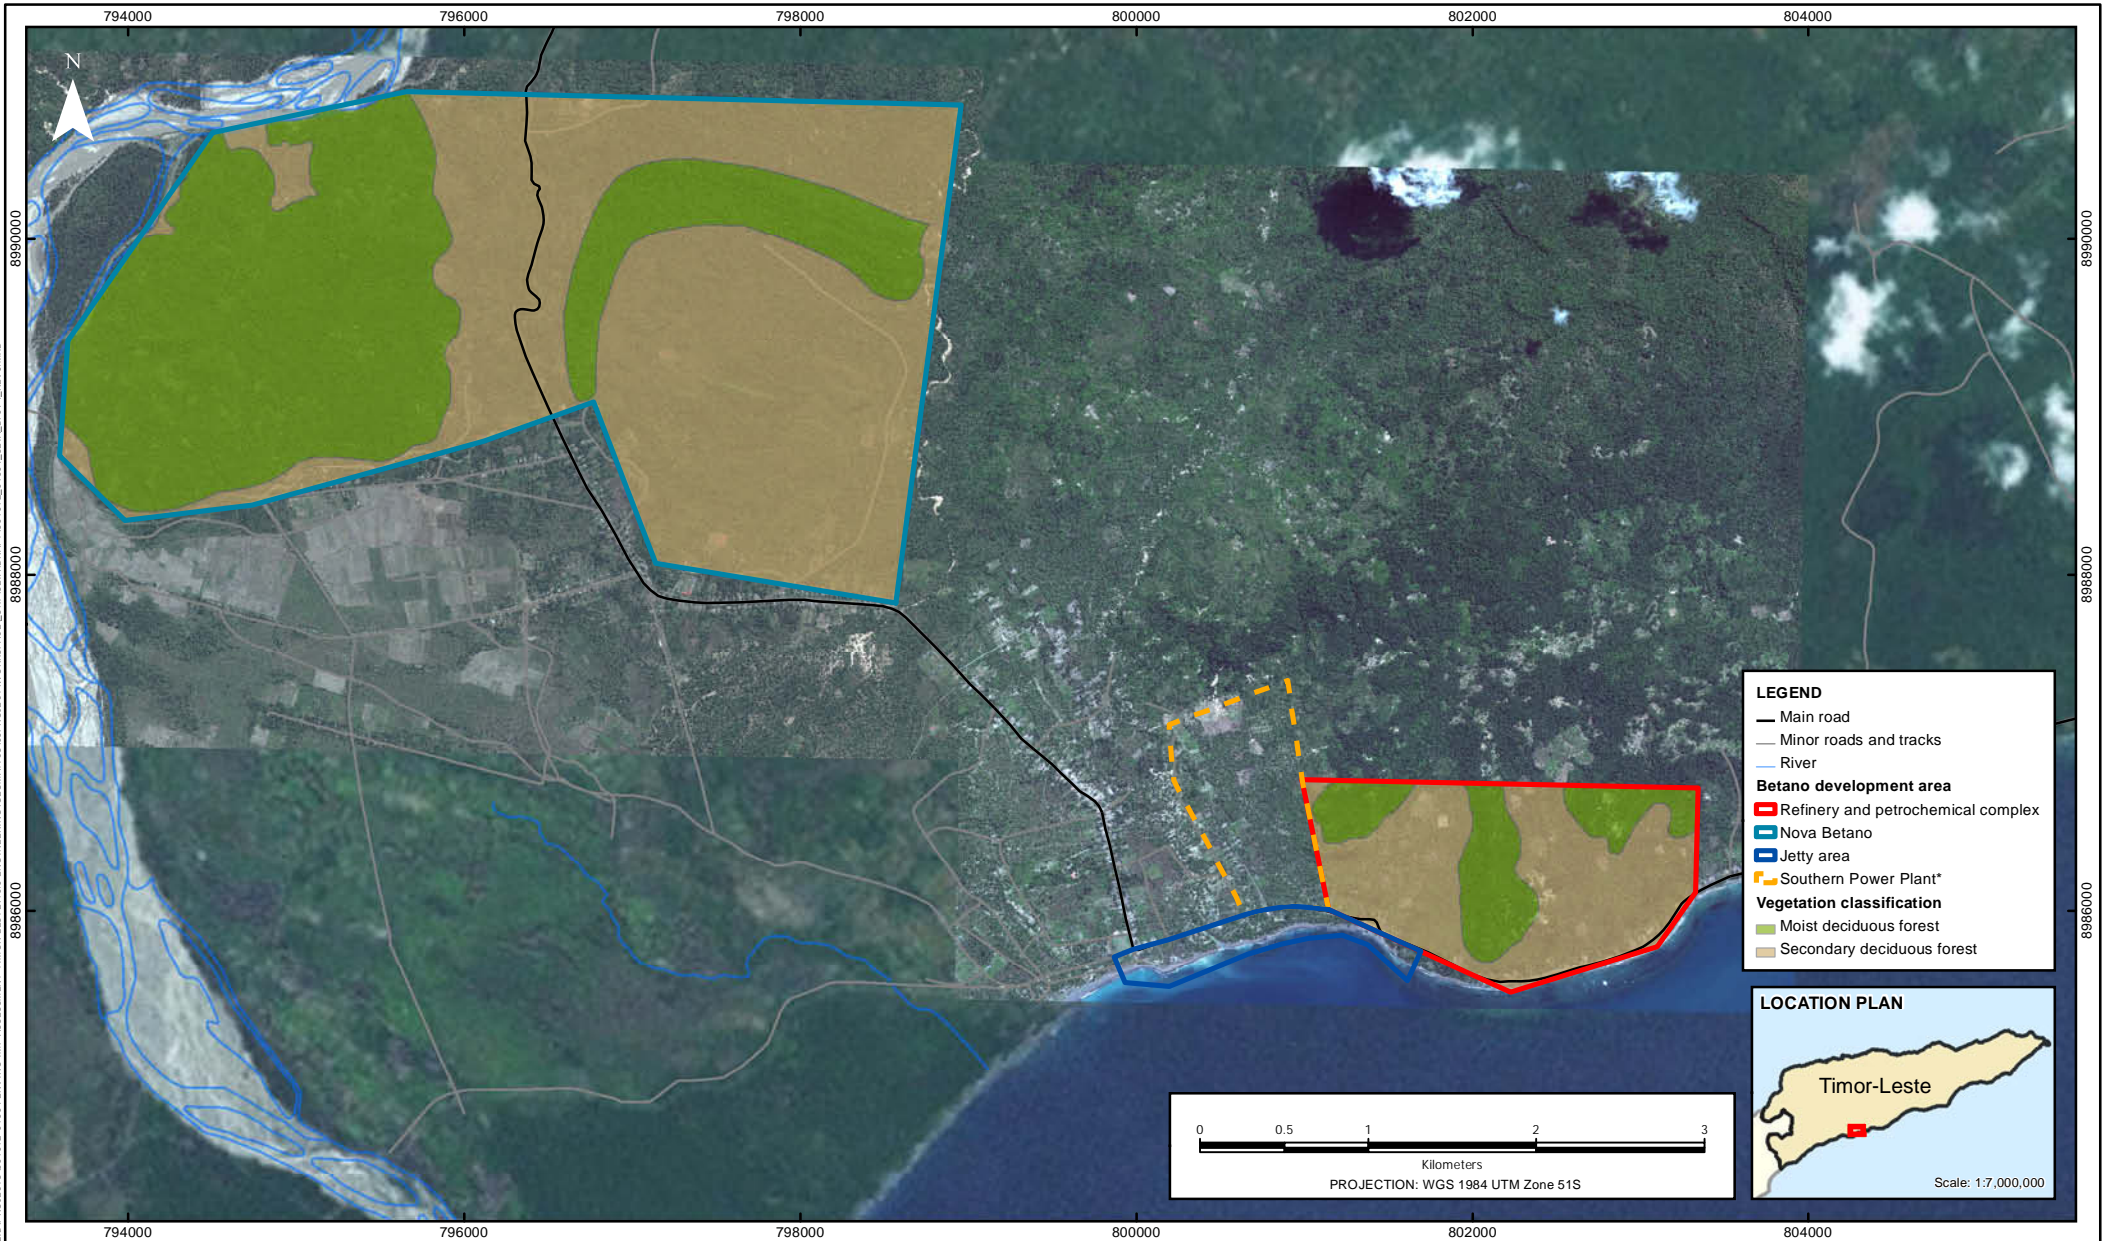 794000 796000 798000 800000 802000 804000
N
8990000 8990000
8988000 8988000
8986000 8986000
LEGEND
Main road
Minor roads and tracks
River
Betano development area
Refinery and petrochemical complex
Nova Betano
Jetty area
Southern Power Plant*
Vegetation classification
Moist deciduous forest
Secondary deciduous forest
LOCATION PLAN
Timor-Leste
Scale: 1:7,000,000
0 0.5 1 2 3
Kilometers
PROJECTION: WGS 1984 UTM Zone 51S
794000 796000 798000 800000 802000 804000